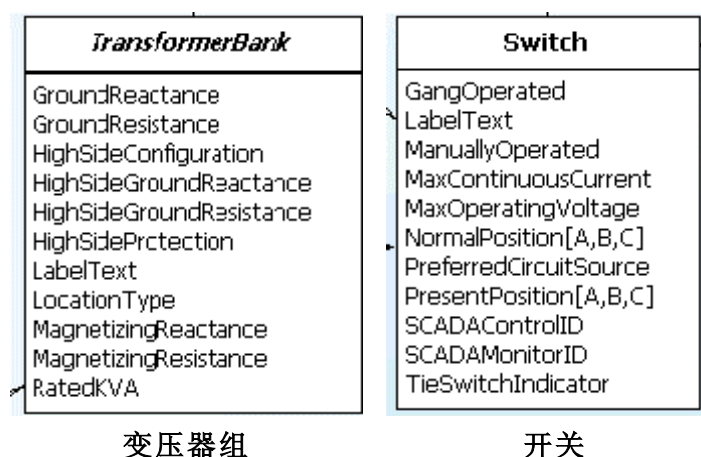 TransformerBank
GroundReactance
GroundResistance
HighSideConfiguration
HighSideGroundReactance
HighSideGroundResistance
HighSideProtection
LabelText
LocationType
MagnetizingReactance
MagnetizingResistance
RatedKVA
变压器组
Switch
GangOperated
LabelText
ManuallyOperated
MaxContinuousCurrent
MaxOperatingVoltage
NormalPosition[A,B,C]
PreferredCircuitSource
PresentPosition[A,B,C]
SCADAControlID
SCADAMonitorID
TieSwitchIndicator
开关